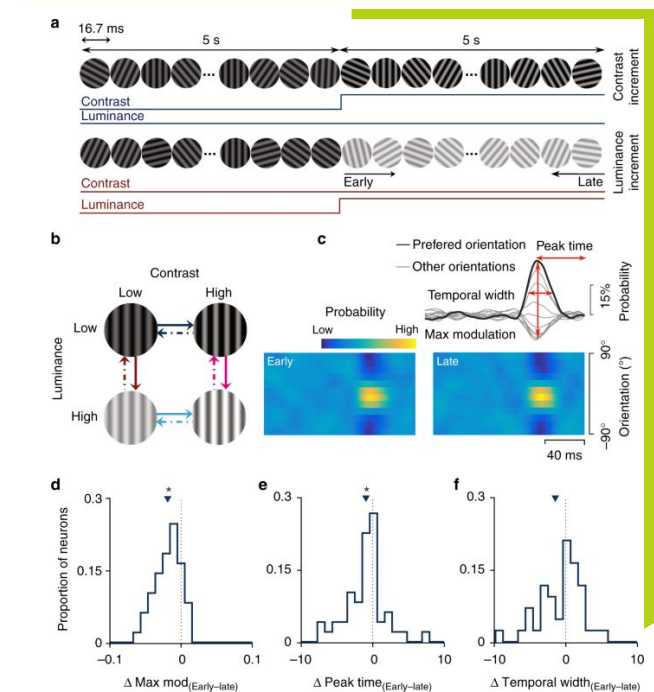 a
16.7 ms
5 s
5 s
...
...
Contrast
Luminance
Contrast increment
...
...
Early
Late
Contrast
Luminance
Luminance increment
b
Contrast
Low
High
Low
High
Luminance
c
Prefered orientation
Other orientations
Peak time
Temporal width
Max modulation
15%
Probability
Probability
Low
High
Early
Late
90°
−90°
Orientation (°)
40 ms
d
*
0.3
0.15
0
−0.1
0
0.1
Proportion of neurons
Δ Max mod(Early–late)
e
*
0.3
0.15
0
−10
0
10
Δ Peak time(Early–late)
f
0.3
0.15
0
−10
0
10
Δ Temporal width(Early–late)